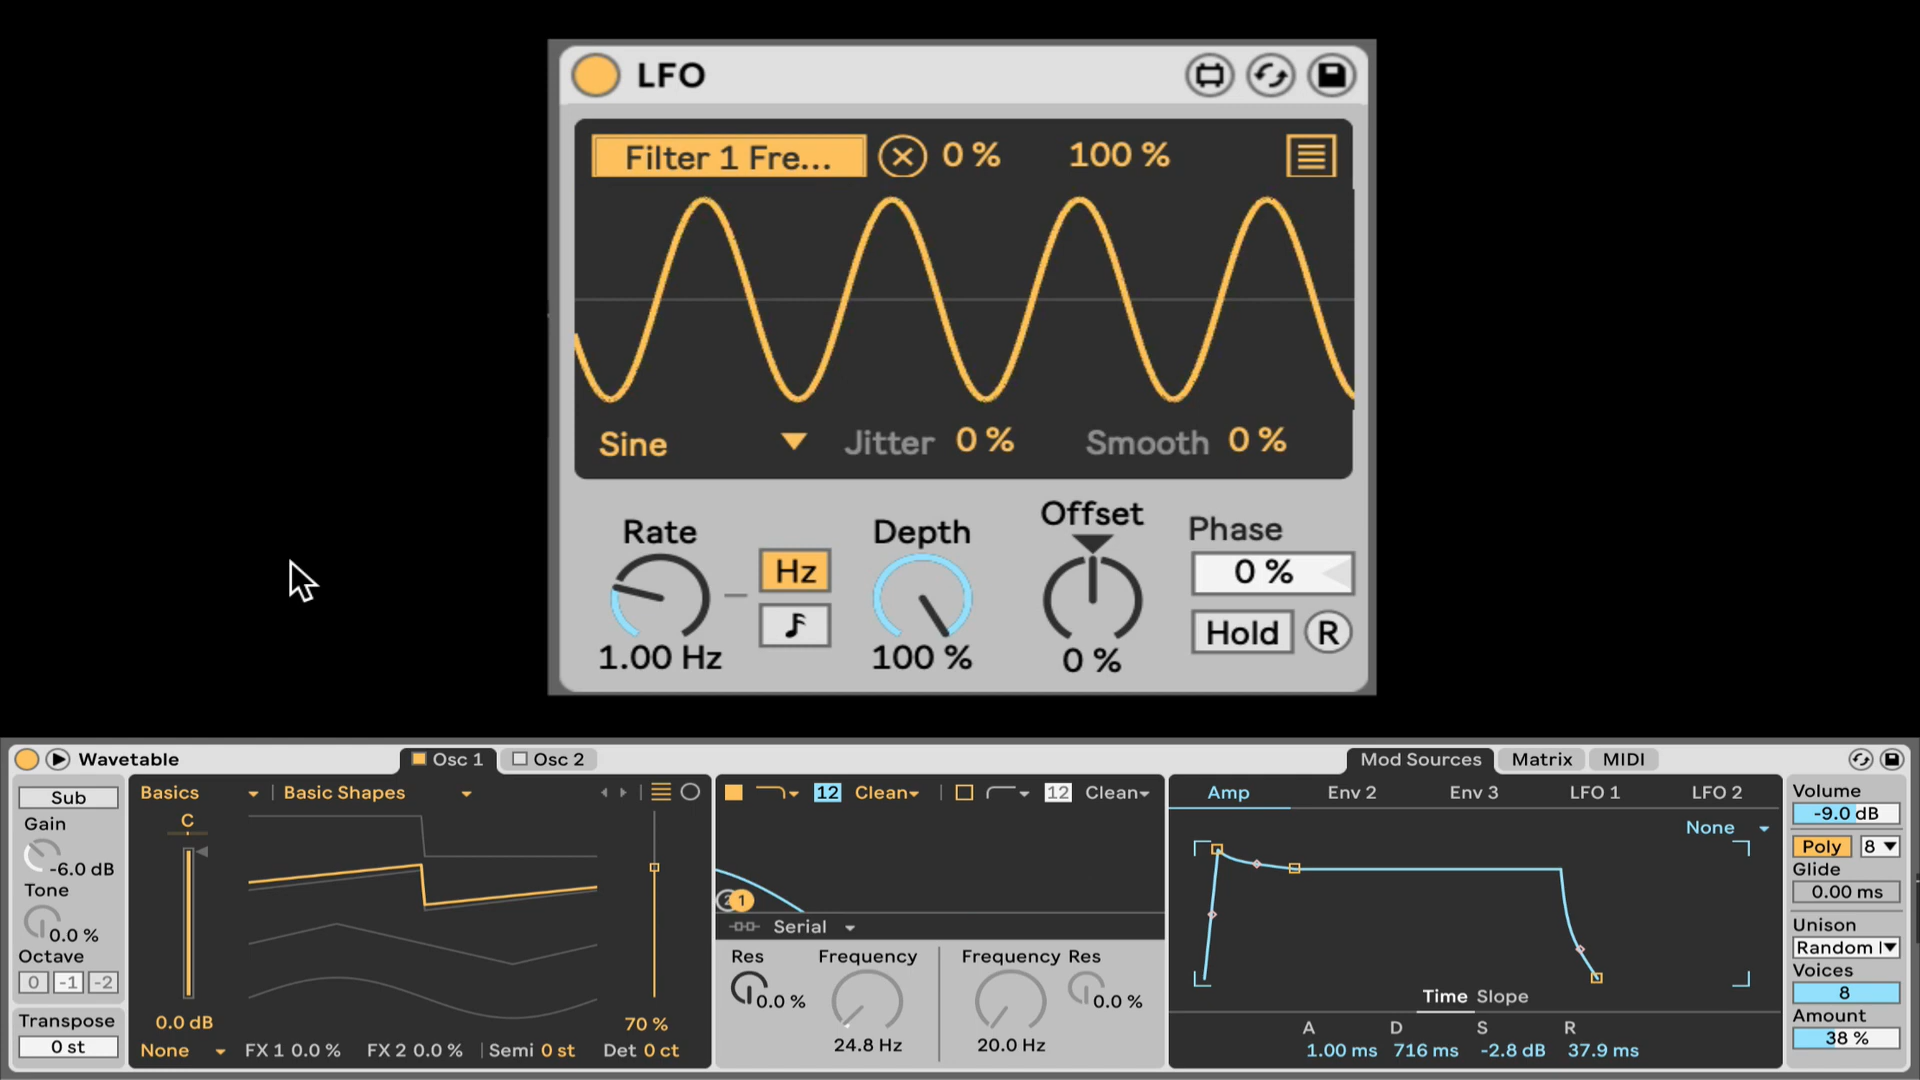 LFO
Filter 1 Fre... 0 % 100 %
Sine Jitter 0 % Smooth 0 %
Rate Hz Depth Offset Phase
0 %
Hold R
1.00 Hz 100 % 0 %
Wavetable Osc 1 Osc 2 Mod Sources Matrix MIDI
Sub
Gain
-6.0 dB
Tone
0.0 %
Octave
0 -1 -2
Transpose
0 st
Basics Basic Shapes
C
0.0 dB 70 %
None FX 1 0.0 % FX 2 0.0 % Semi 0 st Det 0 ct
12 Clean 12 Clean
2 1
Serial
Res Frequency Frequency Res
0.0 % 0.0 %
24.8 Hz 20.0 Hz
Amp Env 2 Env 3 LFO 1 LFO 2
None
Time Slope
A D S R
1.00 ms 716 ms -2.8 dB 37.9 ms
Volume
-9.0 dB
Poly 8
Glide
0.00 ms
Unison
Random
Voices
8
Amount
38 %